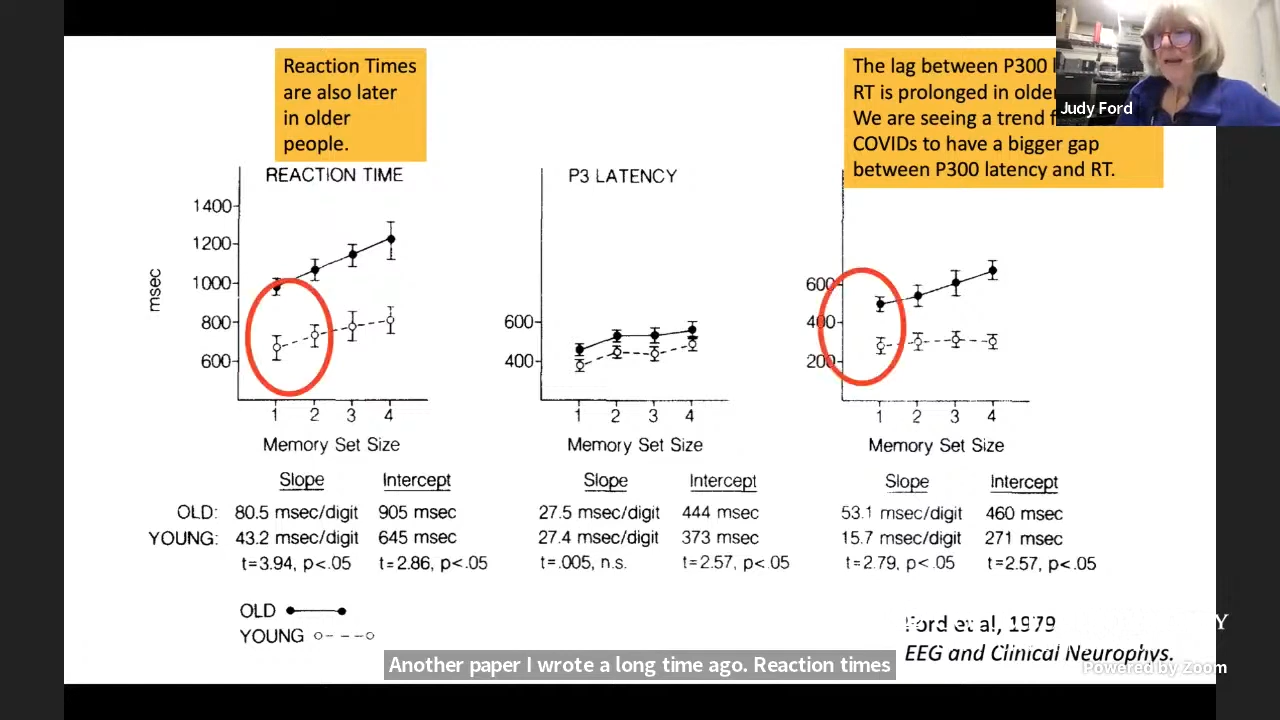 Reaction Times
are also later
in older
people.
The lag between P300
RT is prolonged in older
We are seeing a trend
COVIDs to have a bigger gap
between P300 latency and RT.
Judy Ford
REACTION TIME
msec
1400
1200
1000
800
600
1 2 3 4
Memory Set Size
Slope Intercept
OLD: 80.5 msec/digit 905 msec
YOUNG: 43.2 msec/digit 645 msec
t=3.94, p<.05 t=2.86, p<.05
P3 LATENCY
600
400
1 2 3 4
Memory Set Size
Slope Intercept
27.5 msec/digit 444 msec
27.4 msec/digit 373 msec
t=.005, n.s. t=2.57, p<.05
600
400
200
1 2 3 4
Memory Set Size
Slope Intercept
53.1 msec/digit 460 msec
15.7 msec/digit 271 msec
t=2.79, p<.05 t=2.57, p<.05
OLD
YOUNG
Ford et al, 1979
EEG and Clinical Neurophys.
Powered by Zoom
Another paper I wrote a long time ago. Reaction times